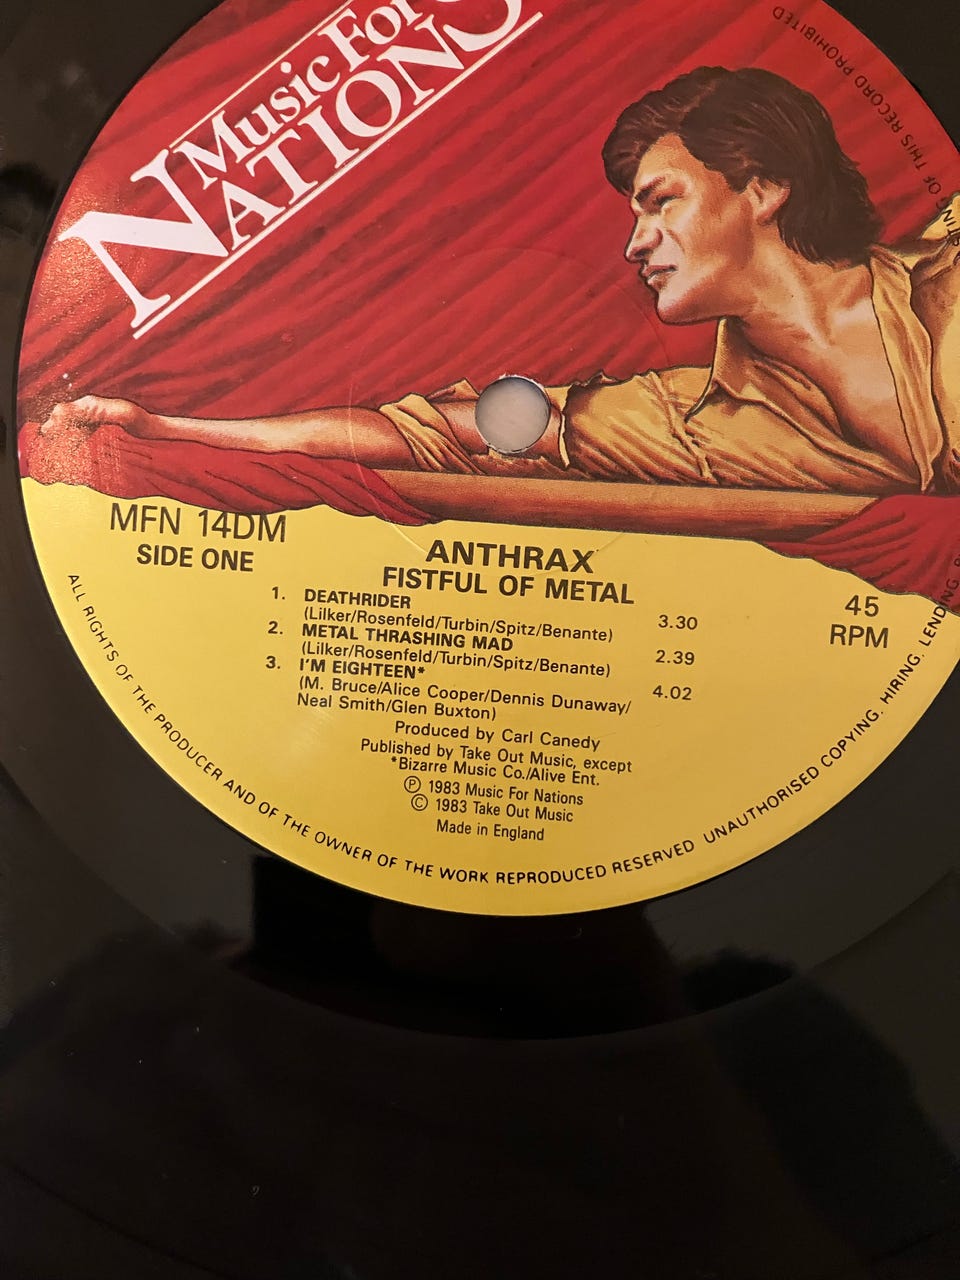 Music For
NATIONS
MFN 14DM
SIDE ONE
ANTHRAX
FISTFUL OF METAL
45
RPM
1. DEATHRIDER 3.30
(Lilker/Rosenfeld/Turbin/Spitz/Benante)
2. METAL THRASHING MAD 2.39
(Lilker/Rosenfeld/Turbin/Spitz/Benante)
3. I'M EIGHTEEN* 4.02
(M. Bruce/Alice Cooper/Dennis Dunaway/
Neal Smith/Glen Buxton)
Produced by Carl Canedy
Published by Take Out Music, except
*Bizarre Music Co./Alive Ent.
Ⓟ 1983 Music For Nations
© 1983 Take Out Music
Made in England
ALL RIGHTS OF THE PRODUCER AND OF THE OWNER OF THE WORK REPRODUCED RESERVED UNAUTHORISED COPYING, HIRING, LENDING, OF THIS RECORD PROHIBITED